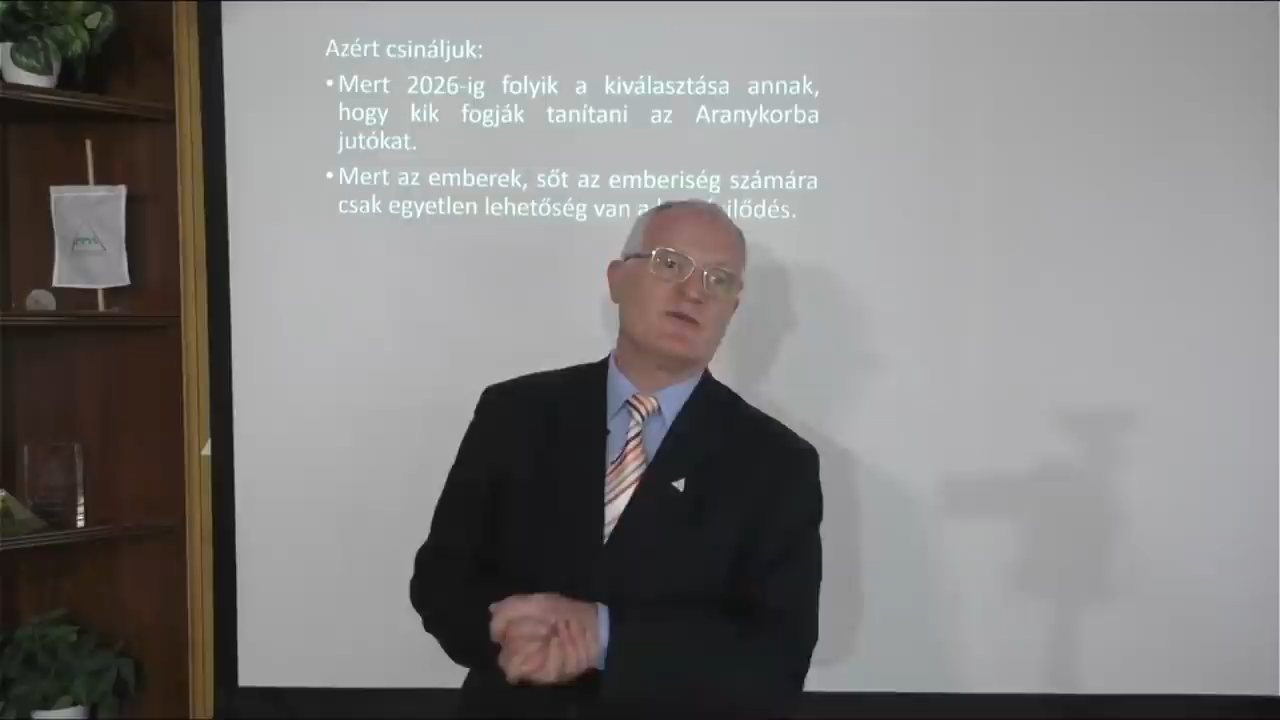 Azért csináljuk:
•Mert 2026-ig folyik a kiválasztása annak,
hogy kik fogják tanítani az Aranykorba
jutókat.
•Mert az emberek, sőt az emberiség számára
csak egyetlen lehetőség van a